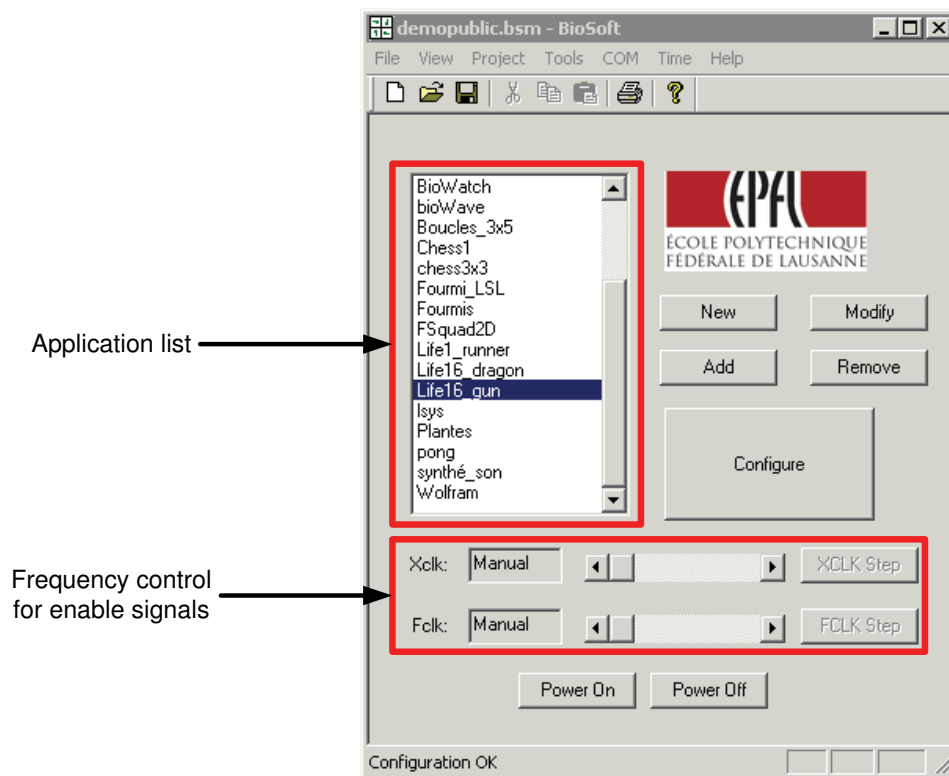 demopublic.bsm - BioSoft
File View Project Tools COM Time Help
Application list
BioWatch
bioWave
Boucles_3x5
Chess1
chess3x3
Fourmi_LSL
Fourmis
FSquad2D
Life1_runner
Life16_dragon
Life16_gun
lsys
Plantes
pong
synthé_son
Wolfram
EPFL
ÉCOLE POLYTECHNIQUE
FÉDÉRALE DE LAUSANNE
New Modify
Add Remove
Configure
Frequency control
for enable signals
Xclk: Manual XCLK Step
Fclk: Manual FCLK Step
Power On Power Off
Configuration OK